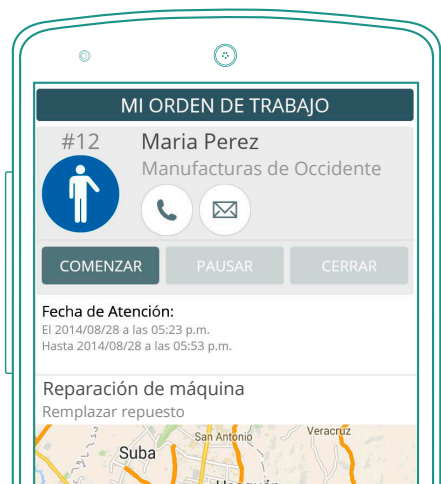 MI ORDEN DE TRABAJO
#12
Maria Perez
Manufacturas de Occidente
COMENZAR
PAUSAR
CERRAR
Fecha de Atención:
El 2014/08/28 a las 05:23 p.m.
Hasta 2014/08/28 a las 05:53 p.m.
Reparación de máquina
Remplazar repuesto
San Antonio
Veracruz
Suba